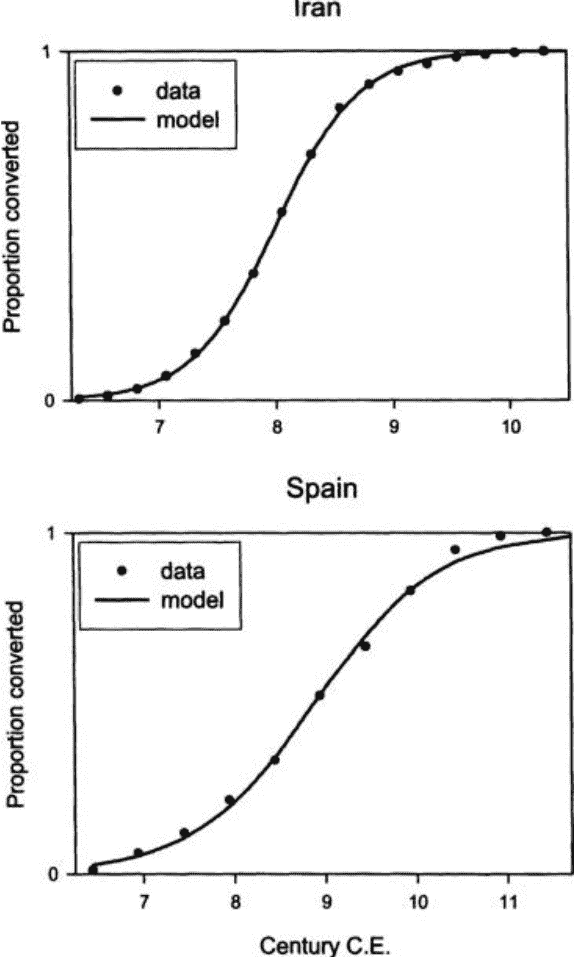 Iran
1
data
model
Proportion converted
0
7 8 9 10
Spain
1
data
model
Proportion converted
0
7 8 9 10 11
Century C.E.